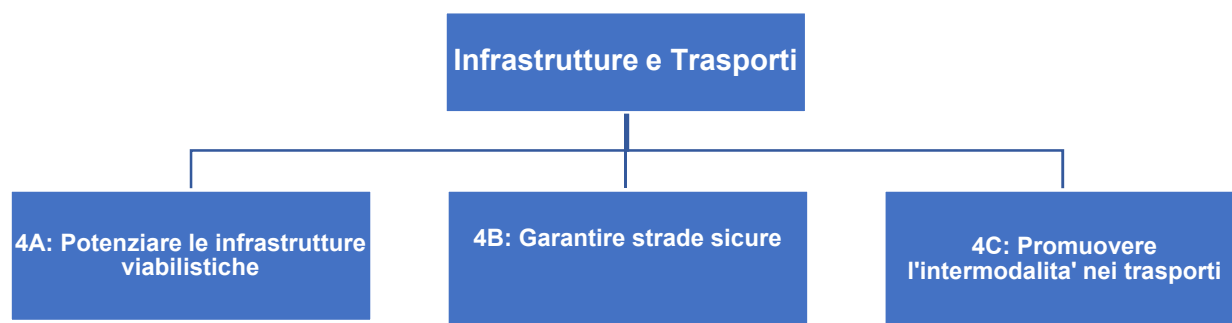 Infrastrutture e Trasporti
4A: Potenziare le infrastrutture
viabilistiche
4B: Garantire strade sicure
4C: Promuovere
l'intermodalita' nei trasporti